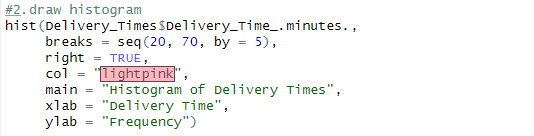 #2.draw histogram
hist(Delivery_Times$Delivery_Time_.minutes.,
breaks = seq(20, 70, by = 5),
right = TRUE,
col = "lightpink",
main = "Histogram of Delivery Times",
xlab = "Delivery Time",
ylab = "Frequency")